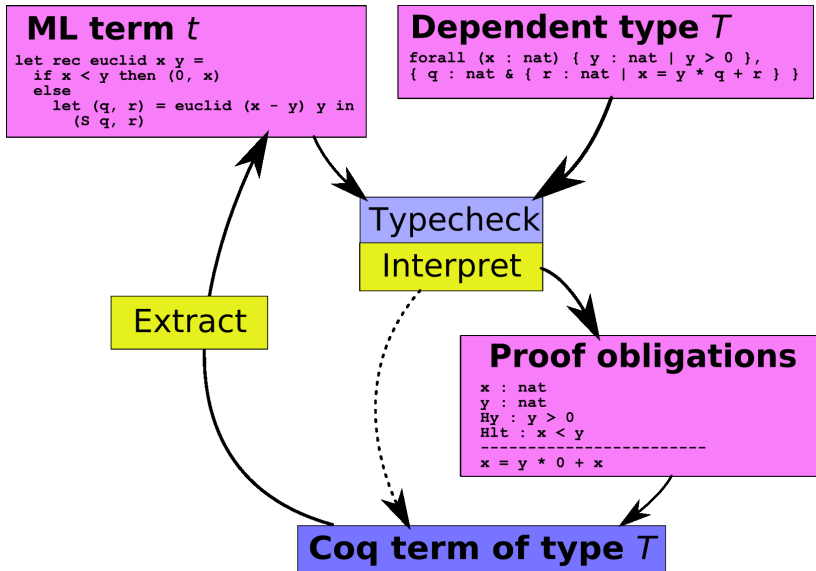 ML term t
let rec euclid x y =
  if x < y then (0, x)
  else
    let (q, r) = euclid (x - y) y in
      (S q, r)
Dependent type T
forall (x : nat) { y : nat | y > 0 },
{ q : nat & { r : nat | x = y * q + r } }
Typecheck
Interpret
Extract
Proof obligations
x : nat
y : nat
Hy : y > 0
Hlt : x < y
------------------------
x = y * 0 + x
Coq term of type T